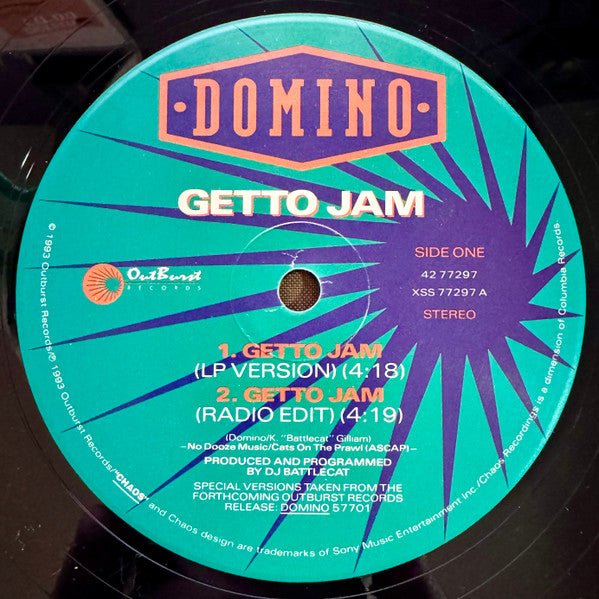 ·DOMINO·
GETTO JAM
SIDE ONE
42 77297
XSS 77297 A
STEREO
OutBurst
RECORDS
1. GETTO JAM
(LP VERSION) (4:18)
2. GETTO JAM
(RADIO EDIT) (4:19)
(Domino/K. "Battlecat" Gilliam)
—No Dooze Music/Cats On The Prawl (ASCAP)—
PRODUCED AND PROGRAMMED
BY DJ BATTLECAT
SPECIAL VERSIONS TAKEN FROM THE
FORTHCOMING OUTBURST RECORDS
RELEASE: DOMINO 57701
© 1993 Outburst Records/℗ 1993 Outburst Records/"CHAOS" and Chaos design are trademarks of Sony Music Entertainment Inc./Chaos Recordings is a dimension of Columbia Records